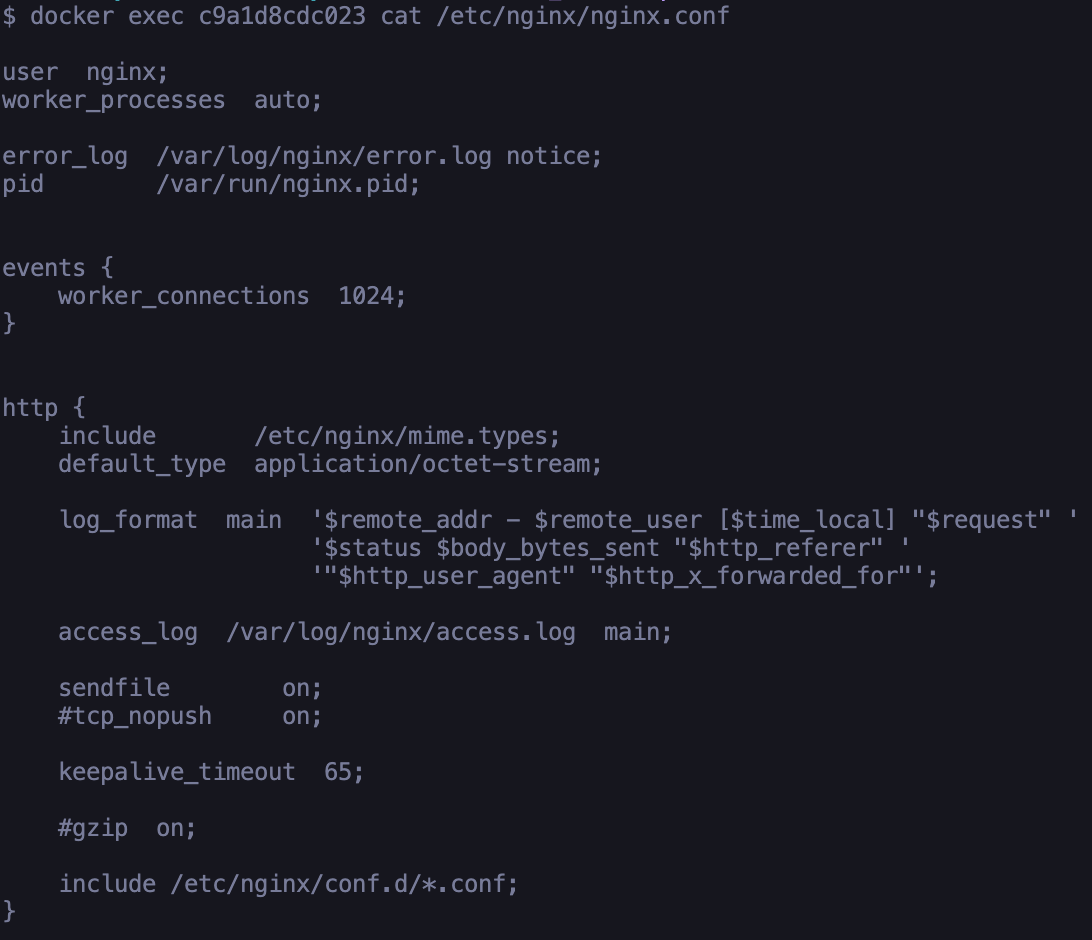 $ docker exec c9a1d8cdc023 cat /etc/nginx/nginx.conf

user  nginx;
worker_processes  auto;

error_log  /var/log/nginx/error.log notice;
pid        /var/run/nginx.pid;


events {
    worker_connections  1024;
}


http {
    include       /etc/nginx/mime.types;
    default_type  application/octet-stream;

    log_format  main  '$remote_addr - $remote_user [$time_local] "$request" '
                      '$status $body_bytes_sent "$http_referer" '
                      '"$http_user_agent" "$http_x_forwarded_for"';

    access_log  /var/log/nginx/access.log  main;

    sendfile        on;
    #tcp_nopush     on;

    keepalive_timeout  65;

    #gzip  on;

    include /etc/nginx/conf.d/*.conf;
}